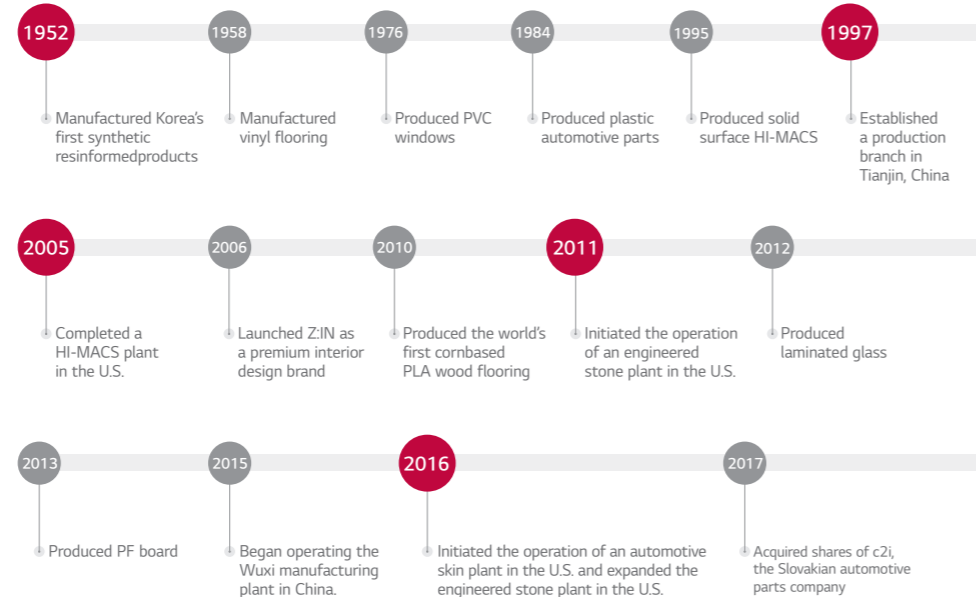 1952
1958
1976
1984
1995
1997
Manufactured Korea's
first synthetic
resinformedproducts
Manufactured
vinyl flooring
Produced PVC
windows
Produced plastic
automotive parts
Produced solid
surface HI-MACS
Established
a production
branch in
Tianjin, China
2005
2006
2010
2011
2012
Completed a
HI-MACS plant
in the U.S.
Launched Z:IN as
a premium interior
design brand
Produced the world's
first cornbased
PLA wood flooring
Initiated the operation
of an engineered
stone plant in the U.S.
Produced
laminated glass
2013
2015
2016
2017
Produced PF board
Began operating the
Wuxi manufacturing
plant in China.
Initiated the operation of an automotive
skin plant in the U.S. and expanded the
engineered stone plant in the U.S.
Acquired shares of c2i,
the Slovakian automotive
parts company